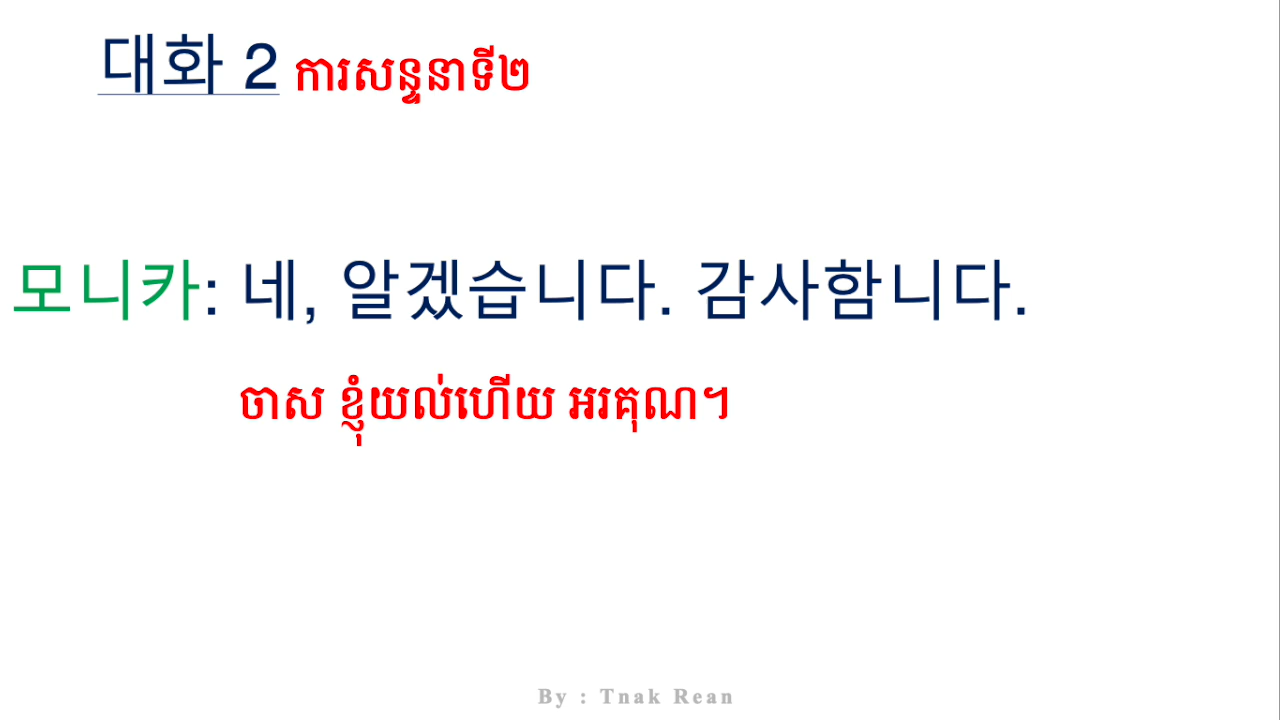 대화 2 ការសន្ទនាទី២
모니카: 네, 알겠습니다. 감사함니다.
ចាស ខ្ញុំយល់ហើយ អរគុណ។
By : Tnak Rean